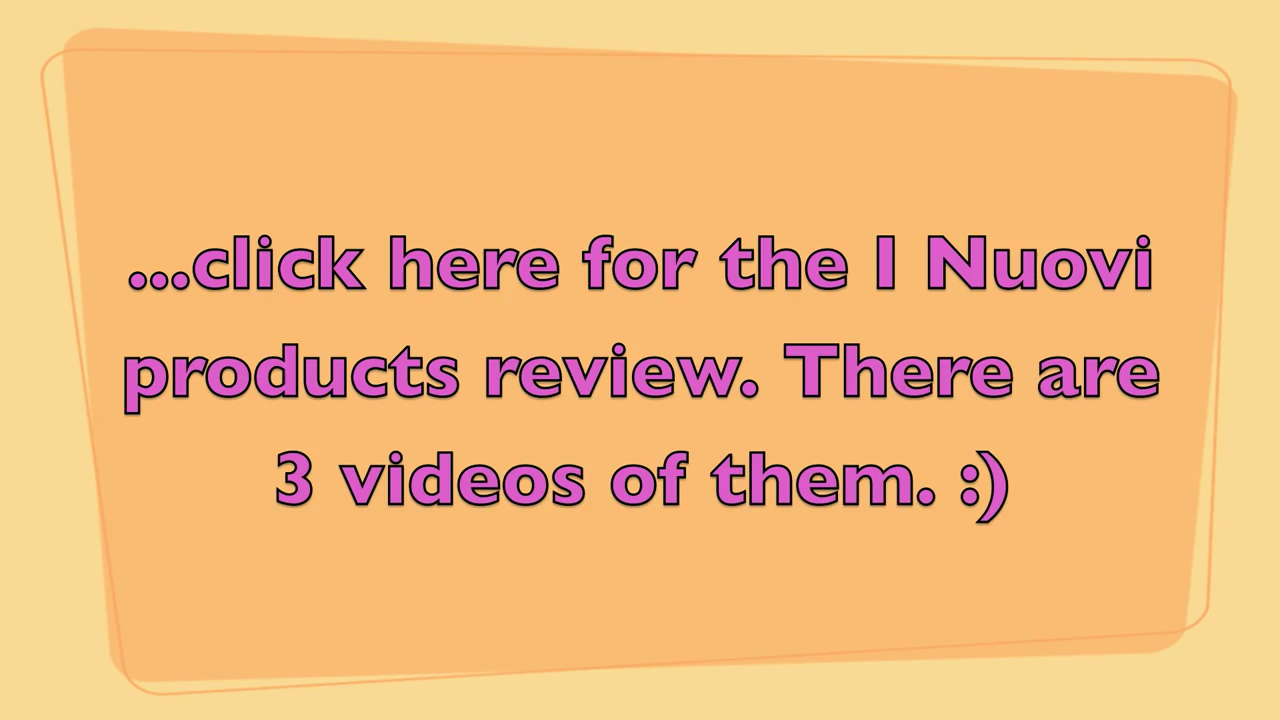 ...click here for the I Nuovi
products review. There are
3 videos of them. :)